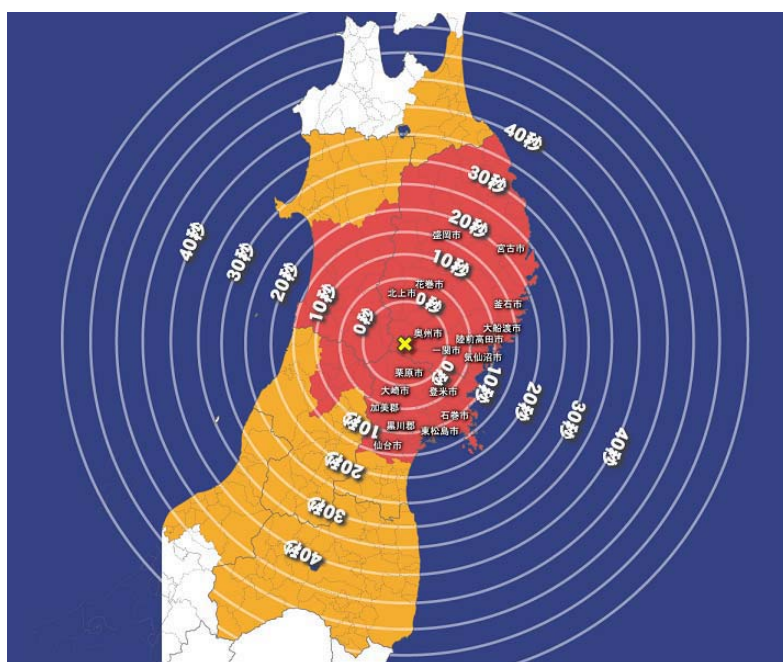 40秒
30秒
20秒
盛岡市
宮古市
40秒
30秒
20秒
10秒
花巻市
北上市
0秒
釜石市
10秒
0秒
奥州市
大船渡市
陸前高田市
一関市
気仙沼市
栗原市
0秒
大崎市
登米市
10秒
加美郡
20秒
石巻市
10秒
黒川郡
東松島市
30秒
仙台市
40秒
20秒
30秒
40秒